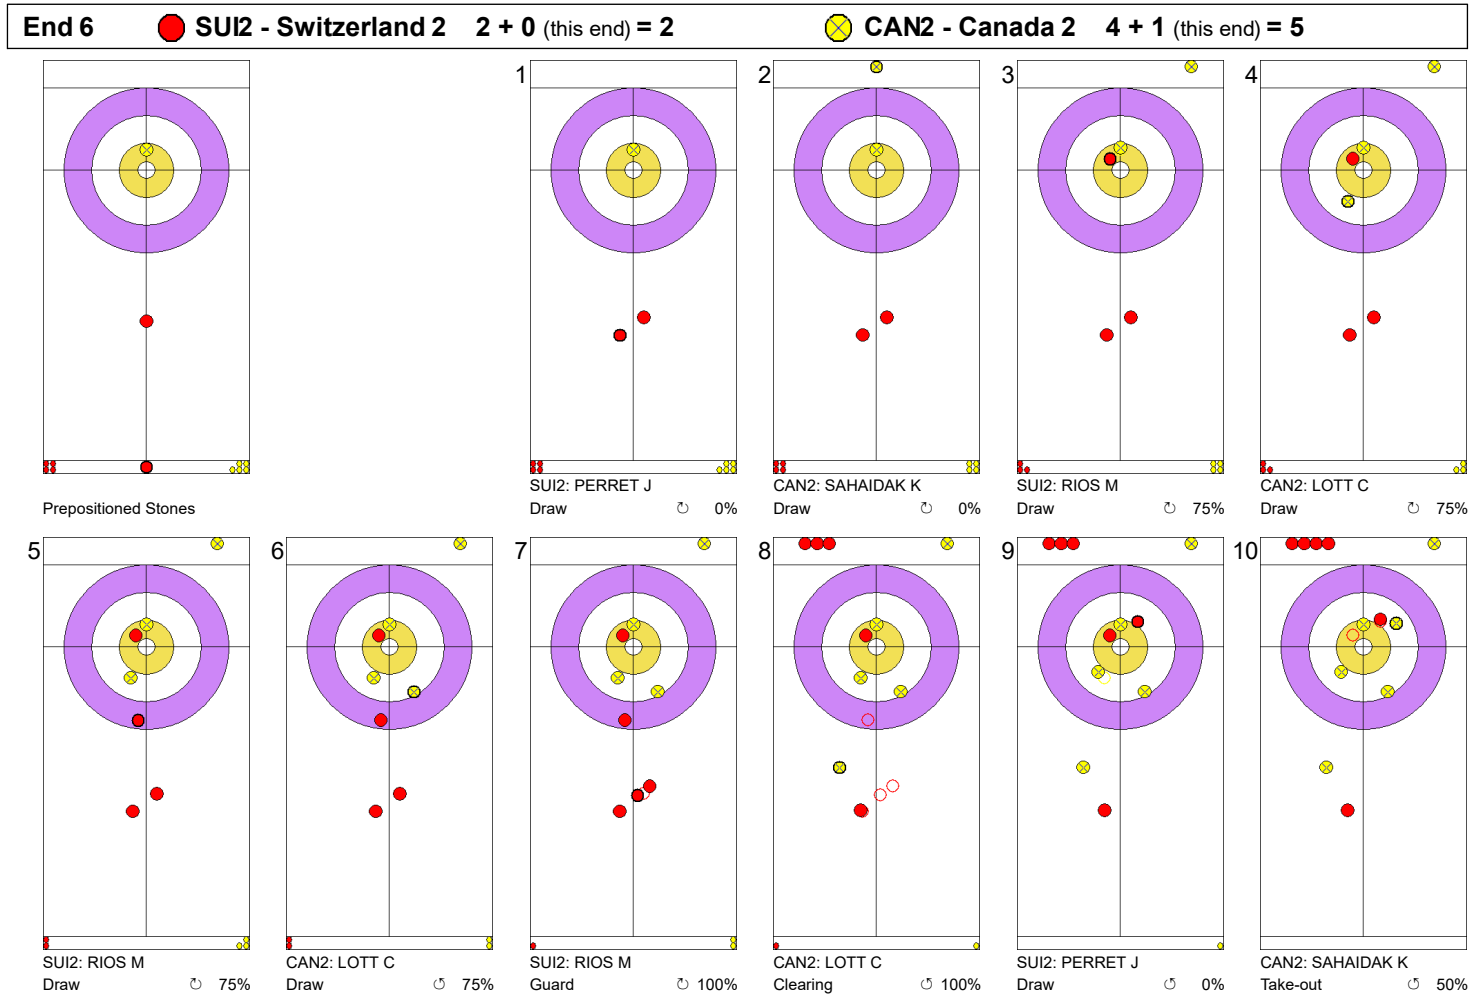 End 6 SUI2 - Switzerland 2 2 + 0 (this end) = 2 CAN2 - Canada 2 4 + 1 (this end) = 5
1 2 3 4
SUI2: PERRET J CAN2: SAHAIDAK K SUI2: RIOS M CAN2: LOTT C
Prepositioned Stones Draw 0% Draw 0% Draw 75% Draw 75%
5 6 7 8 9 10
SUI2: RIOS M CAN2: LOTT C SUI2: RIOS M CAN2: LOTT C SUI2: PERRET J CAN2: SAHAIDAK K
Draw 75% Draw 75% Guard 100% Clearing 100% Draw 0% Take-out 50%